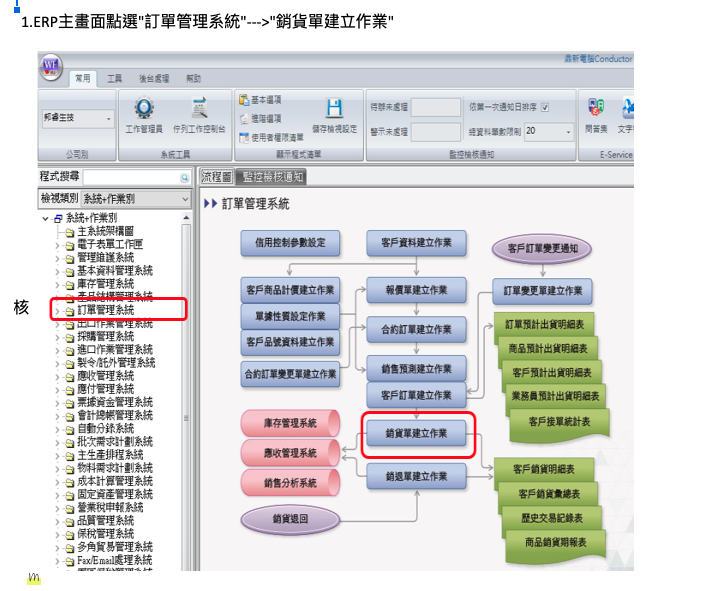 1.ERP主畫面點選"訂單管理系統"--->"銷貨單建立作業"
鼎新電腦Conductor
常用 工具 後台處理 幫助
邦睿生技
公司別
工作管理員 佇列工作控制台
系統工具
基本選項
進階選項
使用者權限清單
儲存檢視設定
顯示程式清單
待辦未處理
依第一次通知日排序
警示未處理
總資料筆數限制 20
監控檢核通知
問答集 文字
E-Service
程式搜尋
流程圖 監控檢核通知
檢視類別 系統+作業別
系統+作業別
主系統架構圖
電子表單工作匣
管理維護系統
基本資料管理系統
庫存管理系統
產品結構管理系統
核
訂單管理系統
出口作業管理系統
採購管理系統
進口作業管理系統
製令/託外管理系統
應收管理系統
應付管理系統
票據資金管理系統
會計總帳管理系統
自動分錄系統
批次需求計劃系統
主生產排程系統
物料需求計劃系統
成本計算管理系統
固定資產管理系統
營業稅申報系統
品質管理系統
保稅管理系統
多角貿易管理系統
Fax/Email處理系統
訂單管理系統
信用控制參數設定
客戶資料建立作業
客戶訂單變更通知
客戶商品計價建立作業
報價單建立作業
訂單變更單建立作業
單據性質設定作業
合約訂單建立作業
訂單預計出貨明細表
客戶品號資料建立作業
商品預計出貨明細表
合約訂單變更單建立作業
銷售預測建立作業
客戶預計出貨明細表
客戶訂單建立作業
業務員預計出貨明細表
庫存管理系統
銷貨單建立作業
客戶接單統計表
應收管理系統
銷售分析系統
銷退單建立作業
客戶銷貨明細表
客戶銷貨彙總表
銷貨退回
歷史交易記錄表
商品銷貨期報表